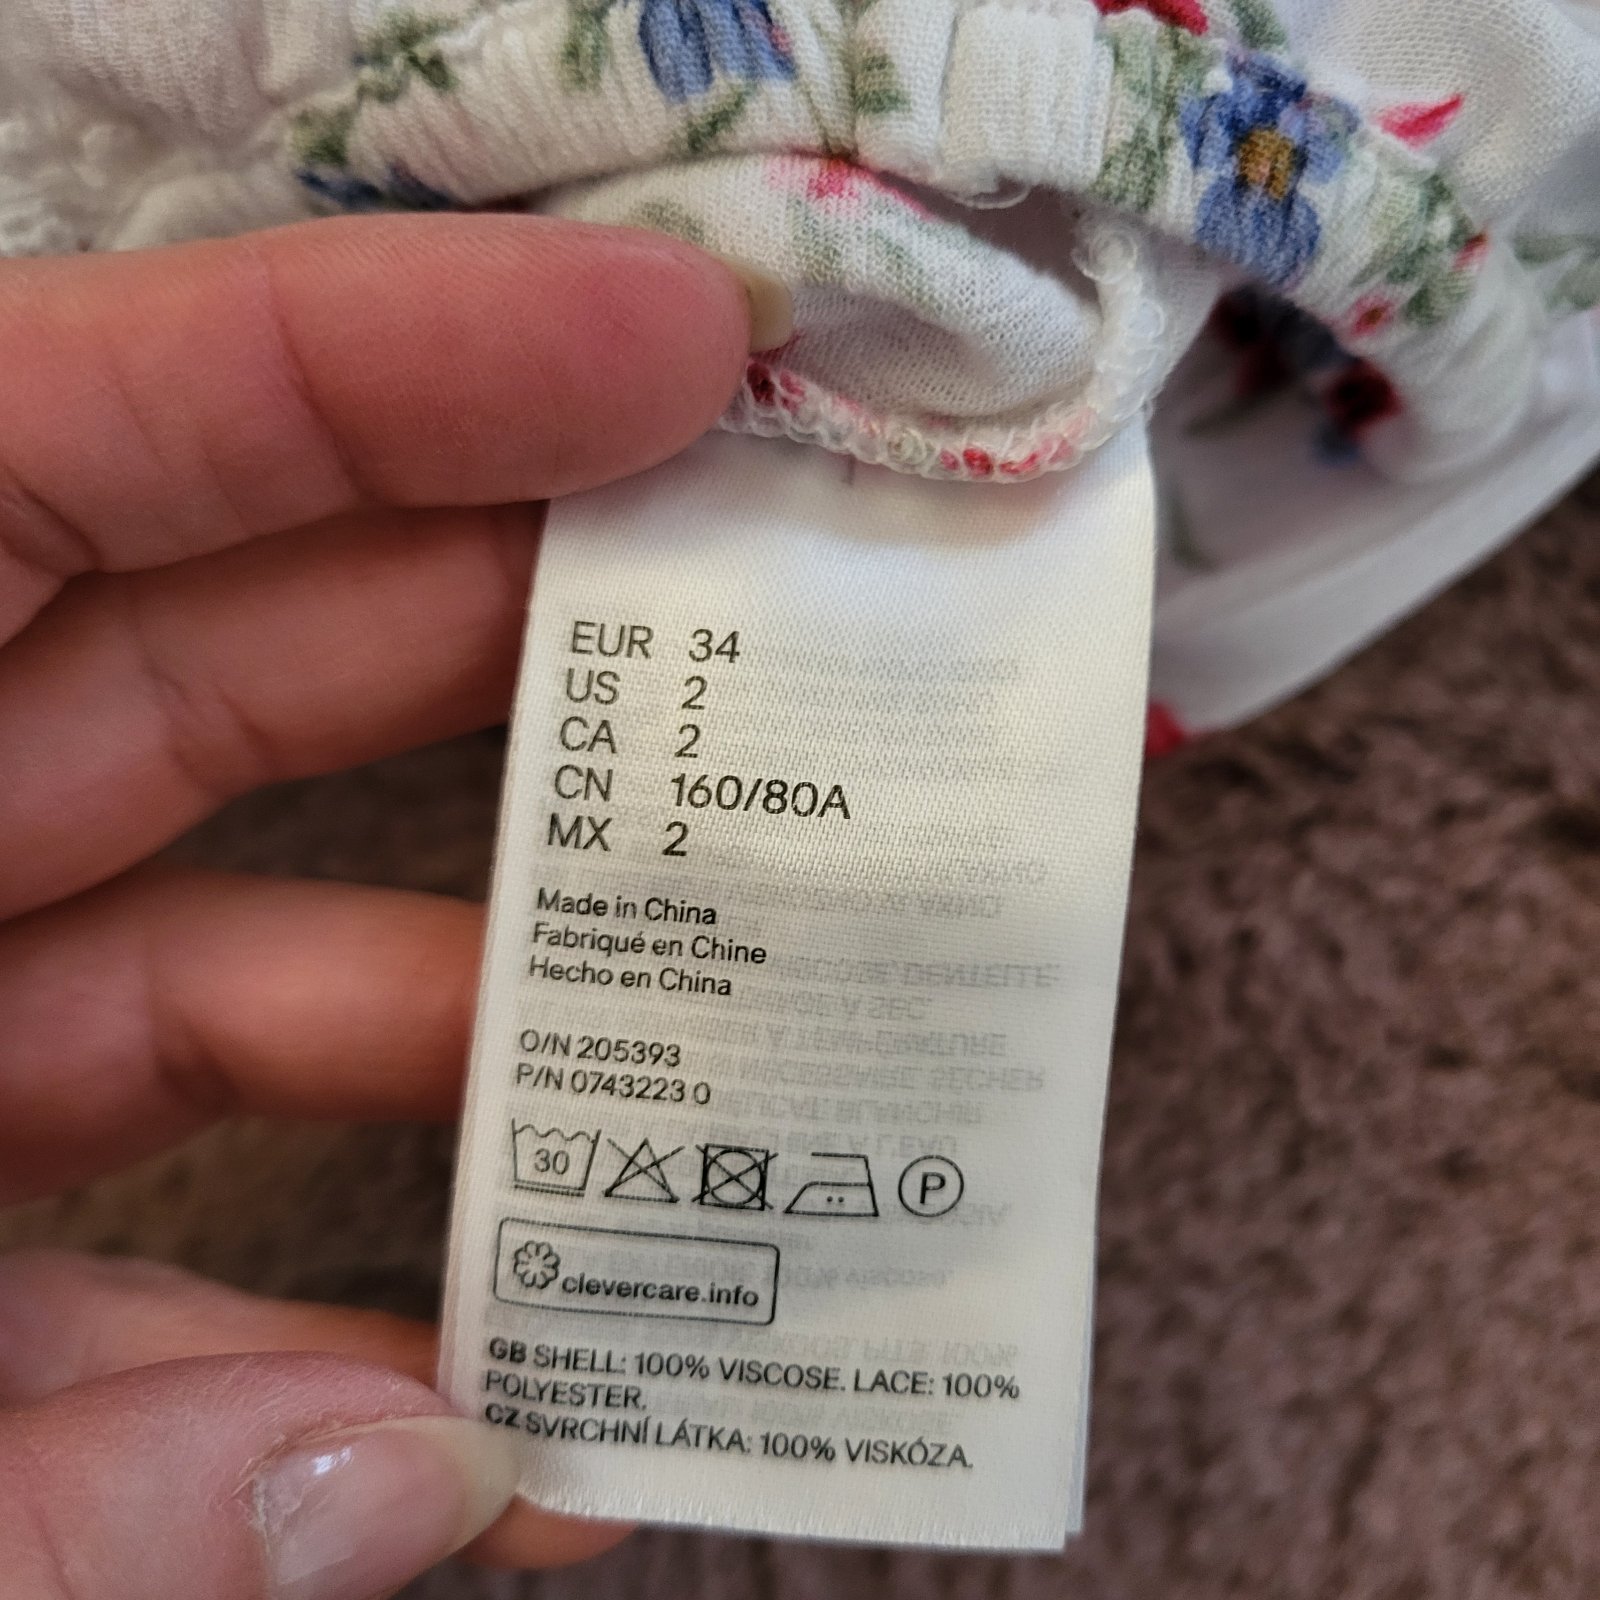 EUR 34
US 2
CA 2
CN 160/80A
MX 2
Made in China
Fabriqué en Chine
Hecho en China
O/N 205393
P/N 0743223 0
30
P
clevercare.info
GB SHELL: 100% VISCOSE. LACE: 100%
POLYESTER.
CZ SVRCHNÍ LÁTKA: 100% VISKÓZA.